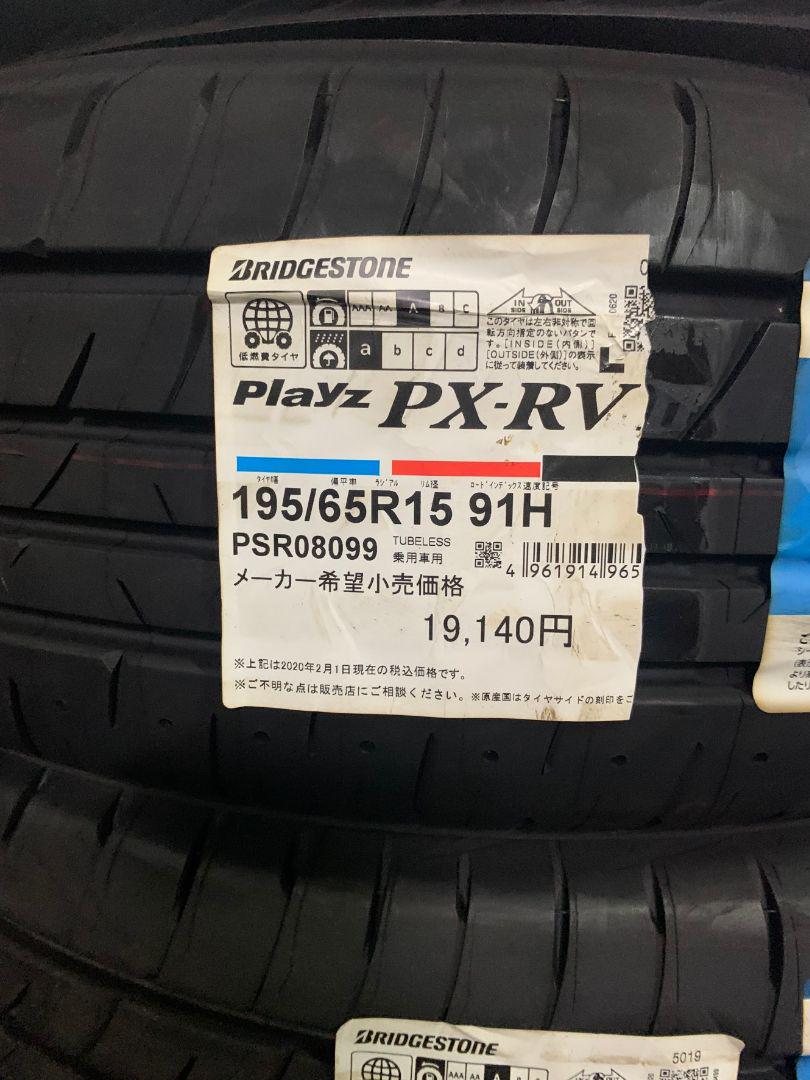 BRIDGESTONE
AAA AA A B C
a b c d
低燃費タイヤ
IN SIDE OUT SIDE
このタイヤは左右非対称で回
転方向指定のないパタンで
す。[INSIDE(内側)]
[OUTSIDE(外側)]の表示
に従って装着してください。
0620
L
Playz PX-RV
タイヤ幅 偏平率 ラジアル リム径 ロードインデックス 速度記号
195/65R15 91H
PSR08099 TUBELESS
乗用車用
4 961914 965
メーカー希望小売価格
19,140円
※上記は2020年2月1日現在の税込価格です。
※ご不明な点は販売店にご相談ください。※原産国はタイヤサイドの刻印をご
したり
BRIDGESTONE
5019
AAA AA A B C